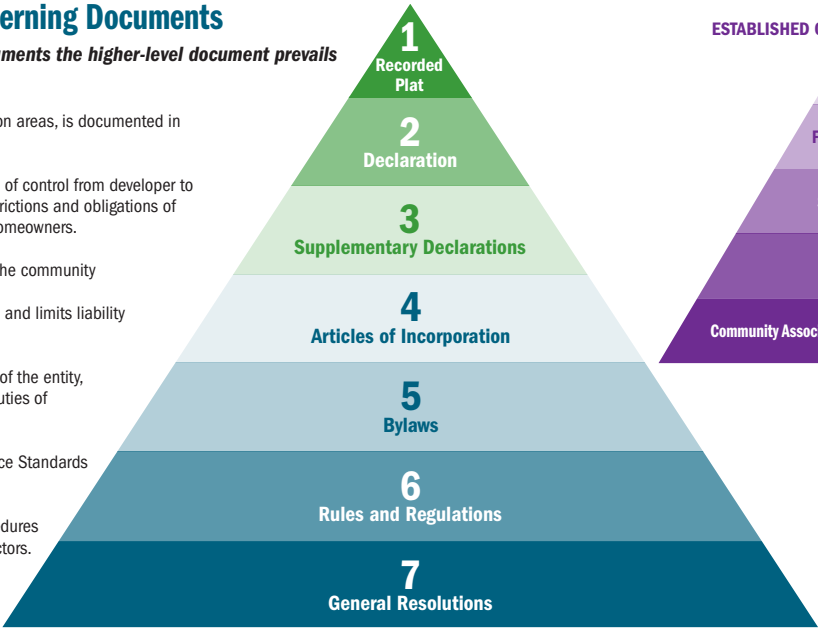 erning Documents
uments the higher-level document prevails
on areas, is documented in
of control from developer to
rictions and obligations of
omeowners.
he community
and limits liability
of the entity,
uties of
ce Standards
dures
ctors.
1
Recorded
Plat
2
Declaration
3
Supplementary Declarations
4
Articles of Incorporation
5
Bylaws
6
Rules and Regulations
7
General Resolutions
ESTABLISHED
Community Assoc